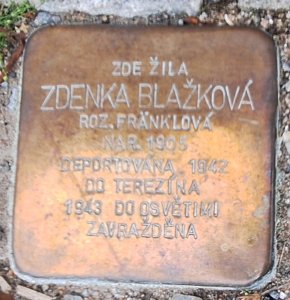 ZDE ŽILA
ZDENKA BLAŽKOVÁ
ROZ. FRÄNKLOVÁ
NAR. 1905
DEPORTOVÁNA 1942
DO TEREZÍNA
1943 DO OSVĚTIMI
ZAVRAŽDĚNA